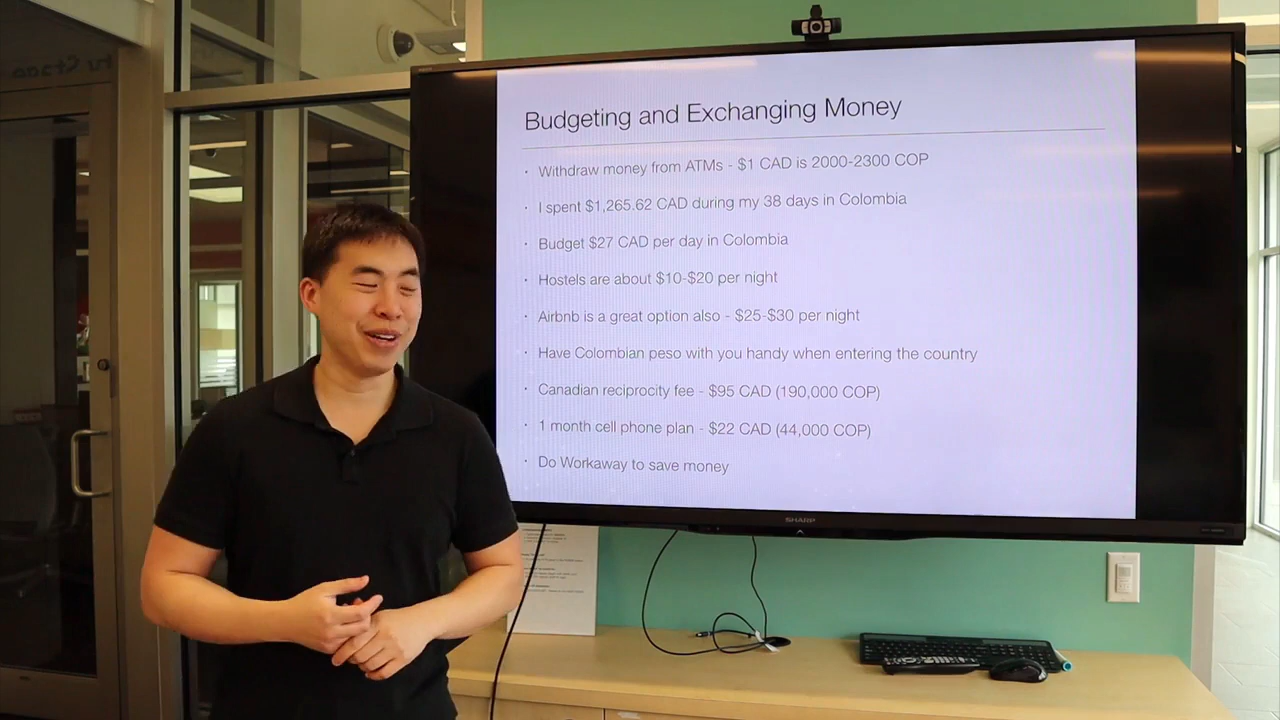 Budgeting and Exchanging Money
· Withdraw money from ATMs - $1 CAD is 2000-2300 COP
· I spent $1,265.62 CAD during my 38 days in Colombia
· Budget $27 CAD per day in Colombia
· Hostels are about $10-$20 per night
· Airbnb is a great option also - $25-$30 per night
· Have Colombian peso with you handy when entering the country
· Canadian reciprocity fee - $95 CAD (190,000 COP)
· 1 month cell phone plan - $22 CAD (44,000 COP)
· Do Workaway to save money
SHARP